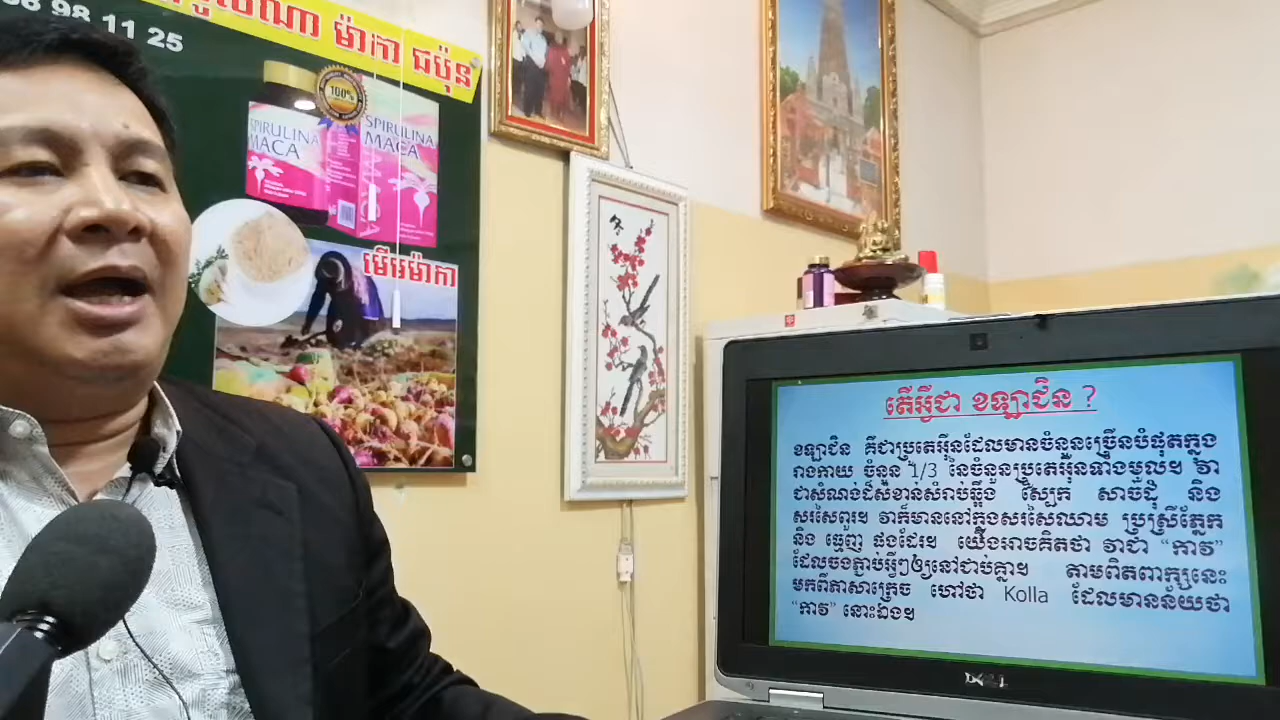 98 11 25
ម៉ាកា ជប៉ុន
100%
SPIRULINA
MACA
SPIRULINA
MACA
មើមម៉ាកា
冬
តើអ្វីជា ខឡាជិន ?
ខឡាជិន គឺជាប្រូតេអ៊ីនដែលមានចំនួនច្រើនបំផុតក្នុង
រាងកាយ ចំនួន 1/3 នៃចំនួនប្រូតេអ៊ីនទាំងមូល។ វា
ជាសំណង់ដ៏សំខាន់សំរាប់ឆ្អឹង ស្បែក សាច់ដុំ និង
សរសៃពួរ។ វាក៏មាននៅក្នុងសរសៃឈាម ប្រស្រីភ្នែក
និង ធ្មេញ ផងដែរ។ យើងអាចគិតថា វាជា “កាវ”
ដែលចងភ្ជាប់អ្វីៗឲ្យនៅជាប់គ្នា។ តាមពិតពាក្យនេះ
មកពីភាសាក្រេច ហៅថា Kolla ដែលមានន័យថា
“កាវ” នោះឯង។
DELL